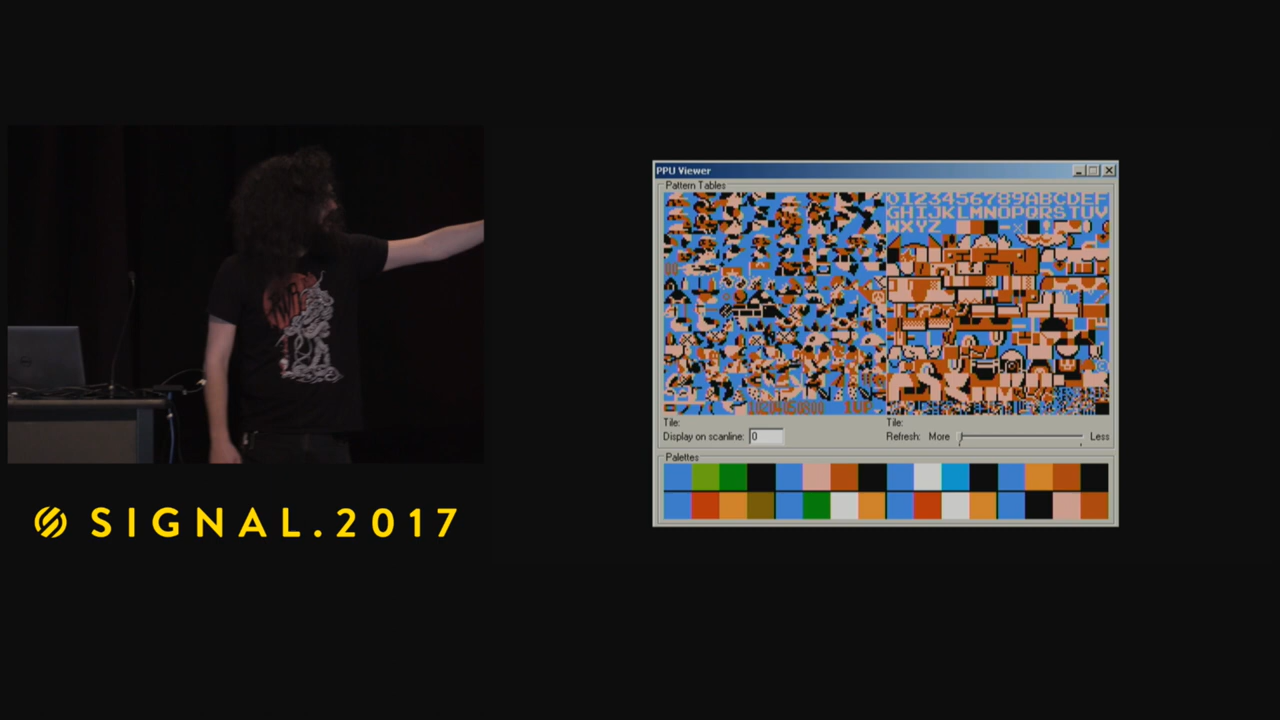 PPU Viewer
Pattern Tables
0123456789ABCDEF
GHIJKLMNOPQRSTUV
WXYZ
1UP
Tile:
Tile:
Display on scanline: 0
Refresh: More
Less
Palettes
SIGNAL.2017